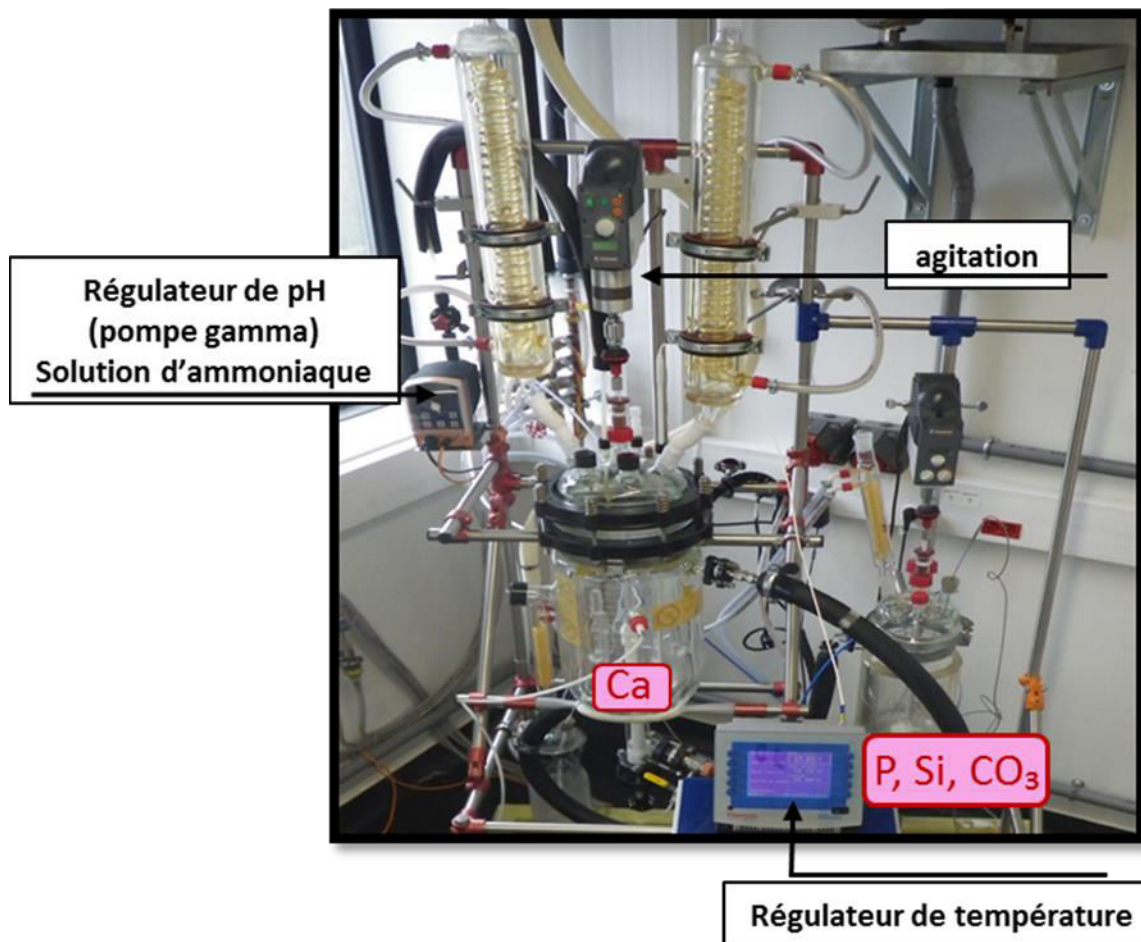 agitation
Régulateur de pH
(pompe gamma)
Solution d’ammoniaque
Ca
P, Si, CO₃
Régulateur de température